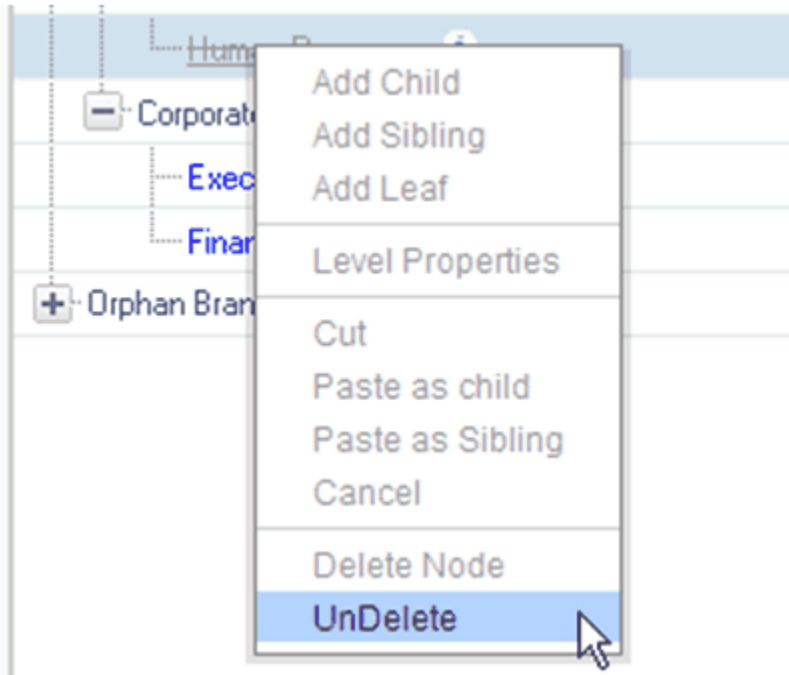 Add Child
Corporat
Add Sibling
Exec
Add Leaf
Finan
Level Properties
Orphan Bran
Cut
Paste as child
Paste as Sibling
Cancel
Delete Node
UnDelete